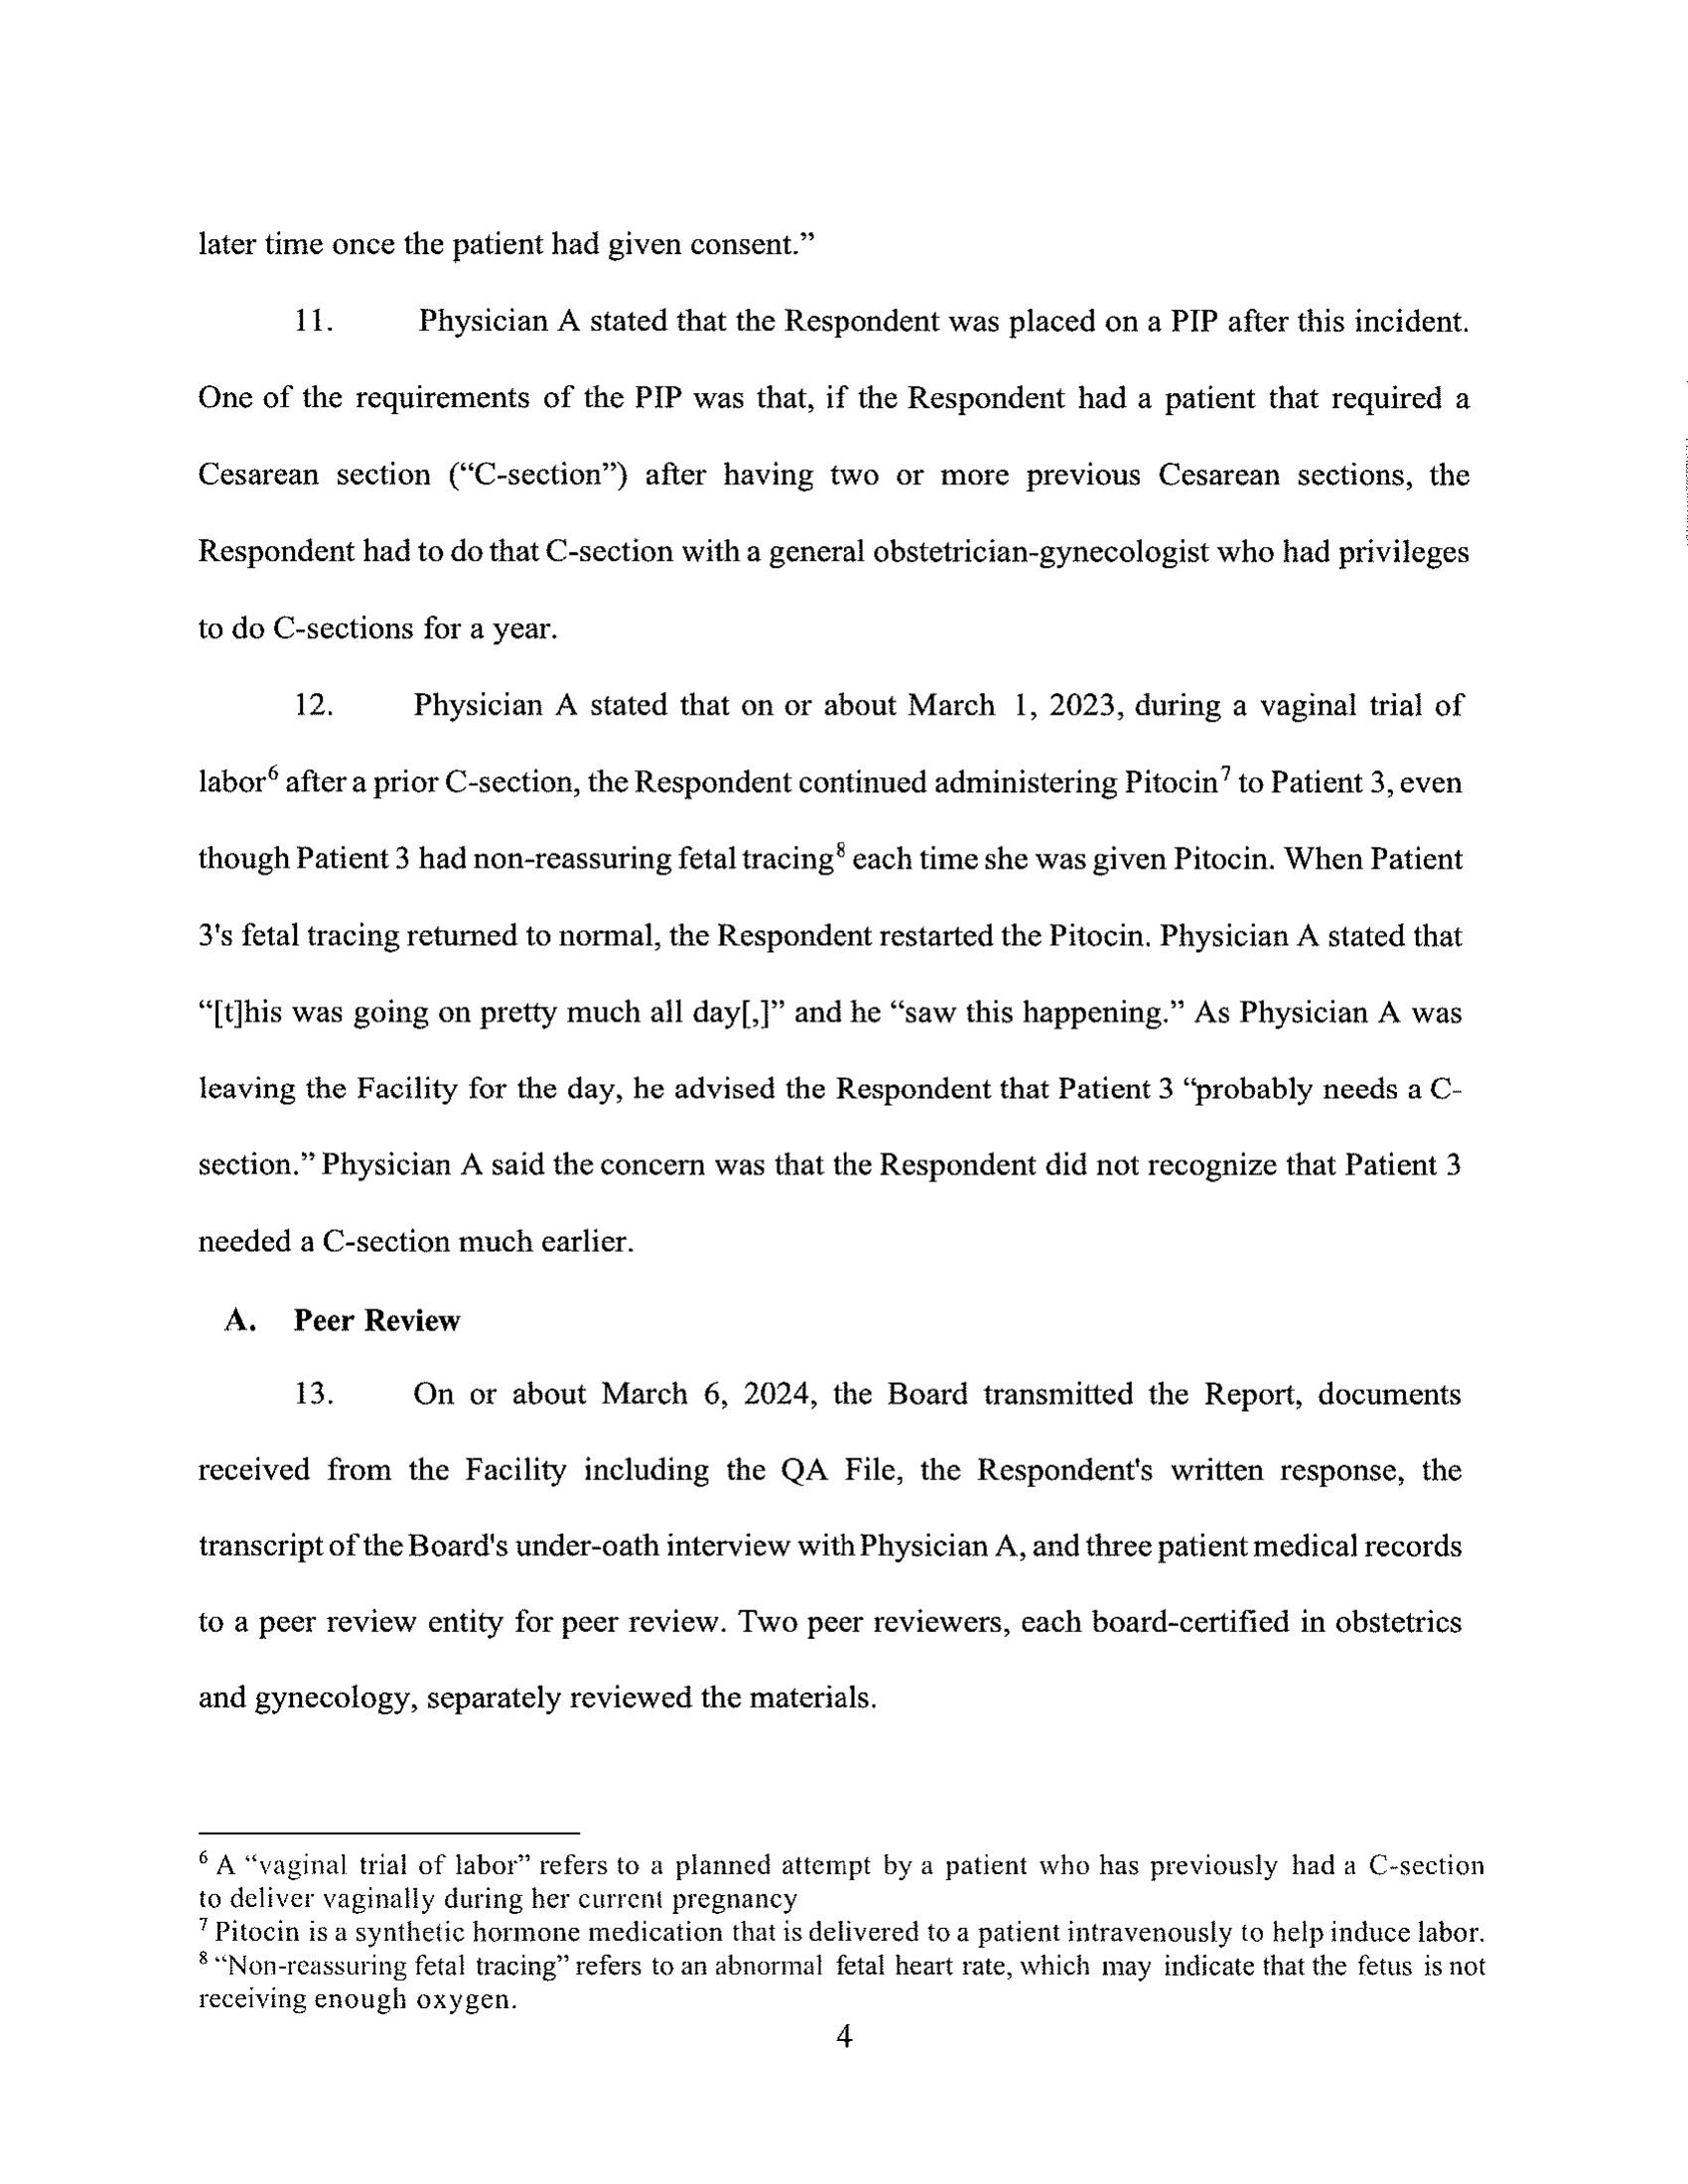 later time once the patient had given consent.”
11. Physician A stated that the Respondent was placed on a PIP after this incident.
One of the requirements of the PIP was that, if the Respondent had a patient that required a
Cesarean section (“C-section”) after having two or more previous Cesarean sections, the
Respondent had to do that C-section with a general obstetrician-gynecologist who had privileges
to do C-sections for a year.
12. Physician A stated that on or about March 1, 2023, during a vaginal trial of
labor⁶ after a prior C-section, the Respondent continued administering Pitocin⁷ to Patient 3, even
though Patient 3 had non-reassuring fetal tracing⁸ each time she was given Pitocin. When Patient
3's fetal tracing returned to normal, the Respondent restarted the Pitocin. Physician A stated that
“[t]his was going on pretty much all day[,]” and he “saw this happening.” As Physician A was
leaving the Facility for the day, he advised the Respondent that Patient 3 “probably needs a C-
section.” Physician A said the concern was that the Respondent did not recognize that Patient 3
needed a C-section much earlier.
A. Peer Review
13. On or about March 6, 2024, the Board transmitted the Report, documents
received from the Facility including the QA File, the Respondent's written response, the
transcript of the Board's under-oath interview with Physician A, and three patient medical records
to a peer review entity for peer review. Two peer reviewers, each board-certified in obstetrics
and gynecology, separately reviewed the materials.
⁶ A “vaginal trial of labor” refers to a planned attempt by a patient who has previously had a C-section
to deliver vaginally during her current pregnancy
⁷ Pitocin is a synthetic hormone medication that is delivered to a patient intravenously to help induce labor.
⁸ “Non-reassuring fetal tracing” refers to an abnormal fetal heart rate, which may indicate that the fetus is not
receiving enough oxygen.
4